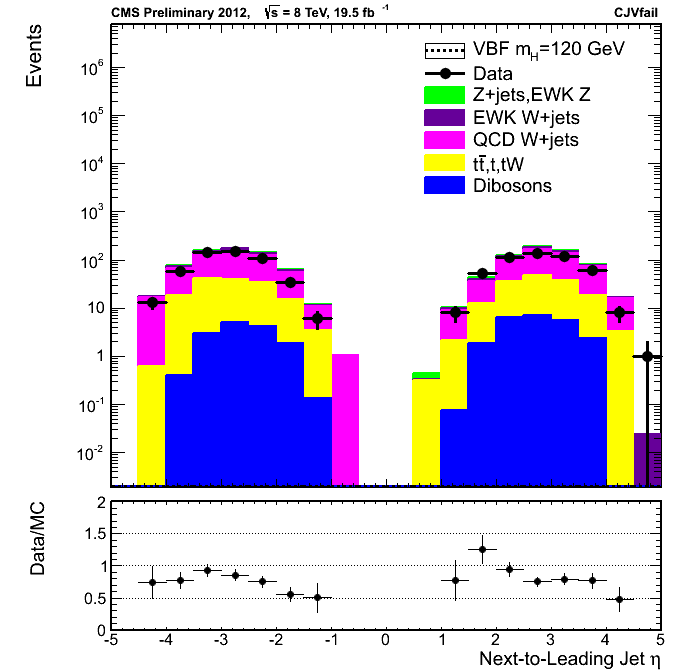 CMS Preliminary 2012, √s = 8 TeV, 19.5 fb⁻¹ CJVfail
Events
VBF m_H=120 GeV
Data
Z+jets,EWK Z
EWK W+jets
QCD W+jets
tt̄,t,tW
Dibosons
10⁶
10⁵
10⁴
10³
10²
10
1
10⁻¹
10⁻²
Data/MC
2
1.5
1
0.5
0
-5 -4 -3 -2 -1 0 1 2 3 4 5
Next-to-Leading Jet η